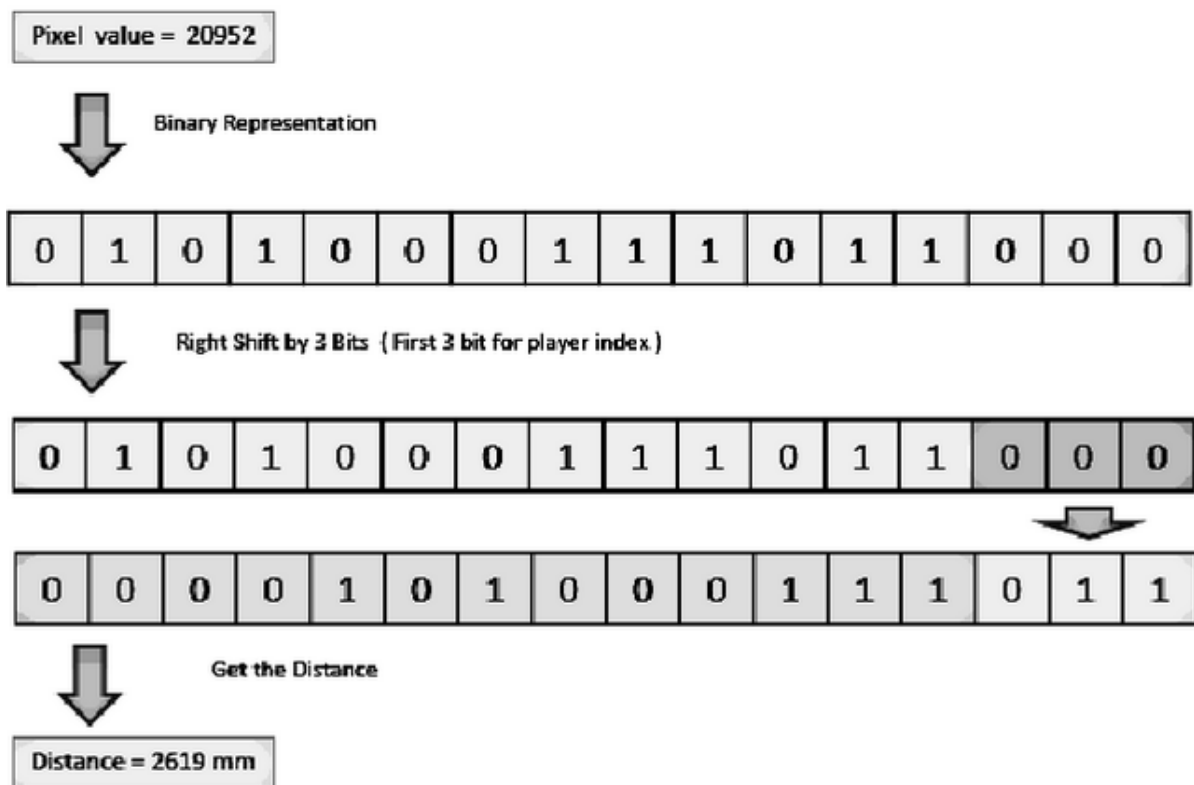 Pixel value = 20952
Binary Representation
0 1 0 1 0 0 0 1 1 1 0 1 1 0 0 0
Right Shift by 3 Bits ( First 3 bit for player index.)
0 1 0 1 0 0 0 1 1 1 0 1 1 0 0 0
0 0 0 0 1 0 1 0 0 0 1 1 1 0 1 1
Get the Distance
Distance = 2619 mm